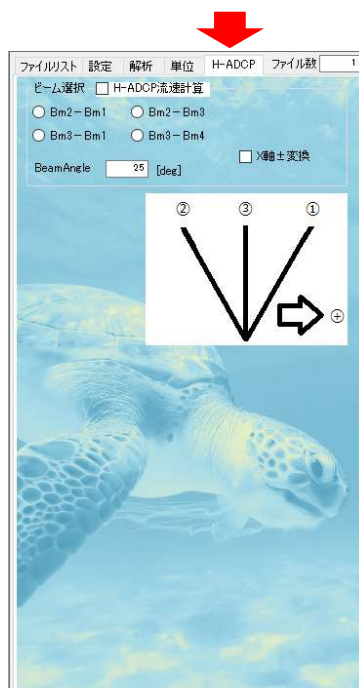 ファイルリスト 設定 解析 単位 H-ADCP ファイル数 1
ビーム選択 H-ADCP流速計算
Bm2－Bm1 Bm2－Bm3
Bm3－Bm1 Bm3－Bm4
X軸±変換
BeamAngle 25 [deg]
② ③ ①
⊕